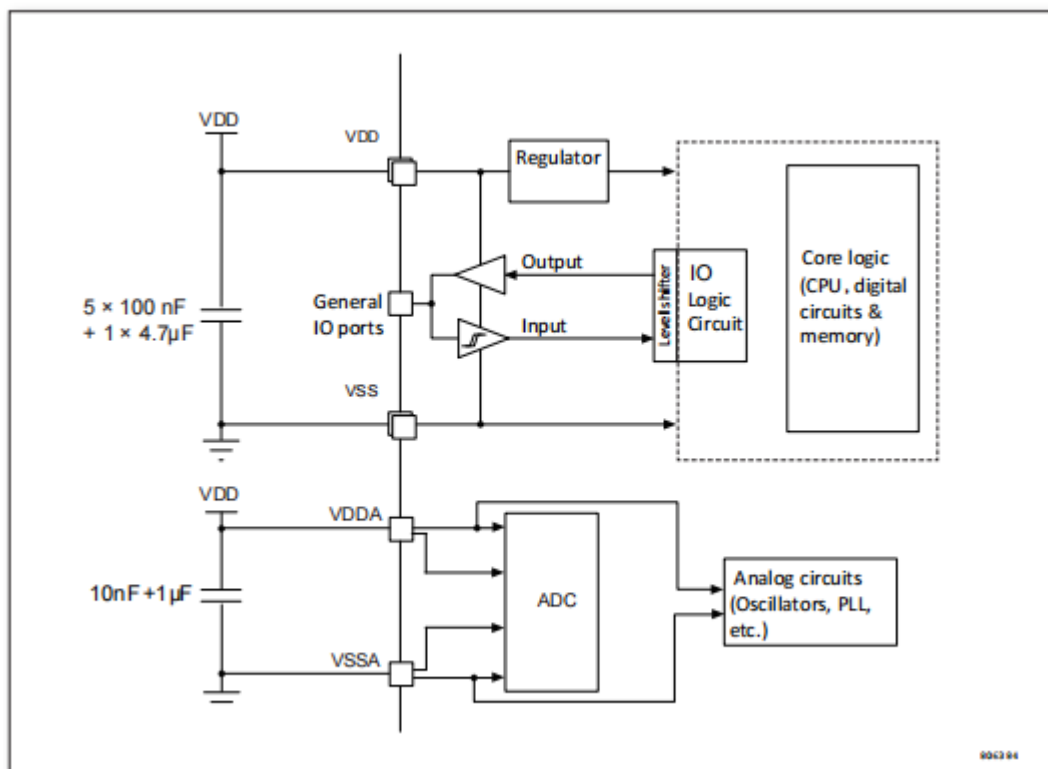 VDD
VDD
Regulator
Output
Level shifter
IO
Logic
Circuit
Core logic
(CPU, digital
circuits &
memory)
5 × 100 nF
+ 1 × 4.7µF
General
IO ports
Input
VSS
VDD
VDDA
10nF +1µF
ADC
Analog circuits
(Oscillators, PLL,
etc.)
VSSA